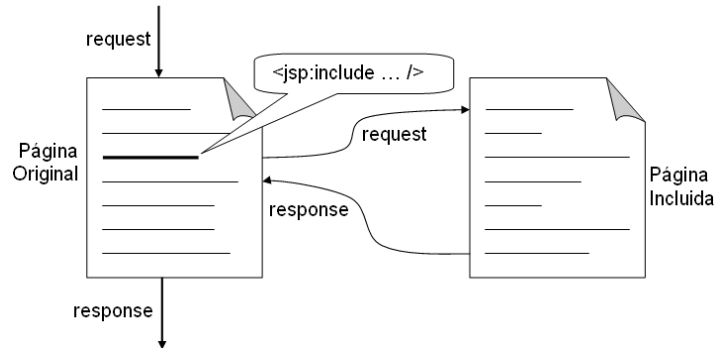 request
<jsp:include … />
Página
Original
request
response
Página
Incluida
response